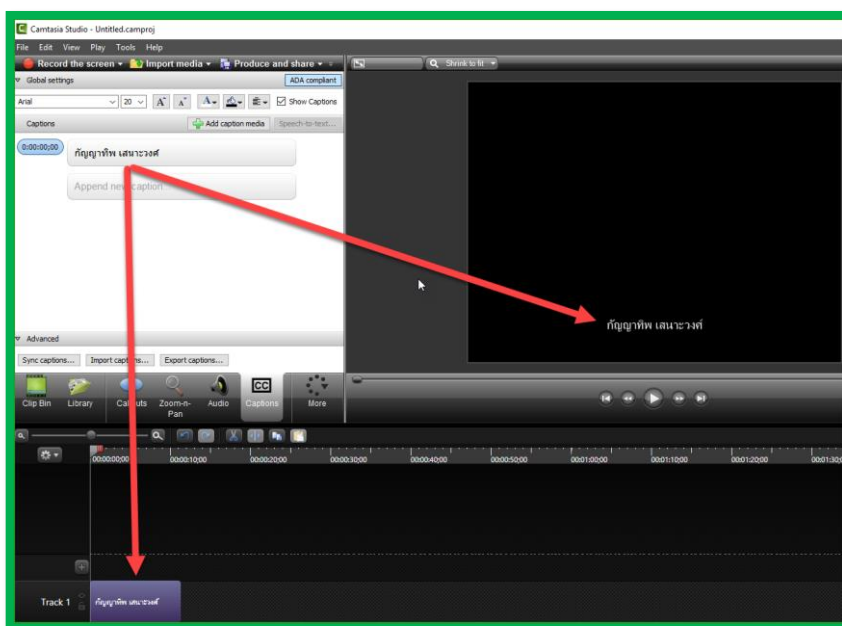 Camtasia Studio - Untitled.camproj
File Edit View Play Tools Help
Record the screen Import media Produce and share
Shrink to fit
Global settings ADA compliant
Arial 20 A A A Show Captions
Captions Add caption media Speech-to-text...
0:00:00;00 กัญญาทิพ เสนาะวงศ์
Append new caption
กัญญาทิพ เสนาะวงศ์
Advanced
Sync captions... Import captions... Export captions...
CC
Clip Bin Library Callouts Zoom-n-Pan Audio Captions More
00:00:00;00 00:00:10;00 00:00:20;00 00:00:30;00 00:00:40;00 00:00:50;00 00:01:00;00 00:01:10;00 00:01:20;00 00:01:30;0
Track 1 กัญญาทิพ เสนาะวงศ์